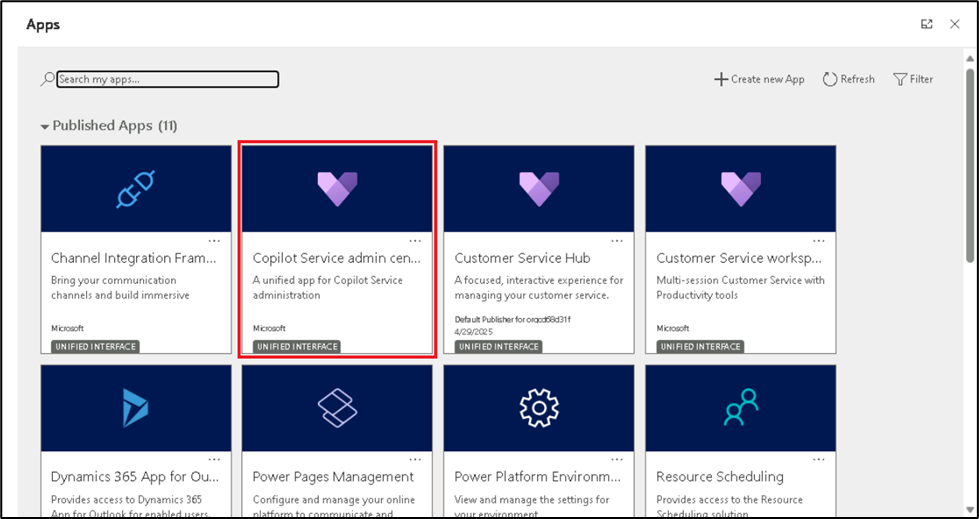 Apps
Search my apps...
Create new App
Refresh
Filter
Published Apps (11)
Channel Integration Fram...
Bring your communication
channels and build immersive
Microsoft
UNIFIED INTERFACE
Copilot Service admin cen...
A unified app for Copilot Service
administration
Microsoft
UNIFIED INTERFACE
Customer Service Hub
A focused, interactive experience for
managing your customer service.
Default Publisher for orgcdf68d31f
4/29/2025
UNIFIED INTERFACE
Customer Service worksp...
Multi-session Customer Service with
Productivity tools
Microsoft
UNIFIED INTERFACE
Dynamics 365 App for Ou...
Provides access to Dynamics 365
App for Outlook for enabled users.
Power Pages Management
Configure and manage your online
platform to communicate and
Power Platform Environm...
View and manage the settings for
your environment
Resource Scheduling
Provides access to the Resource
Scheduling solution